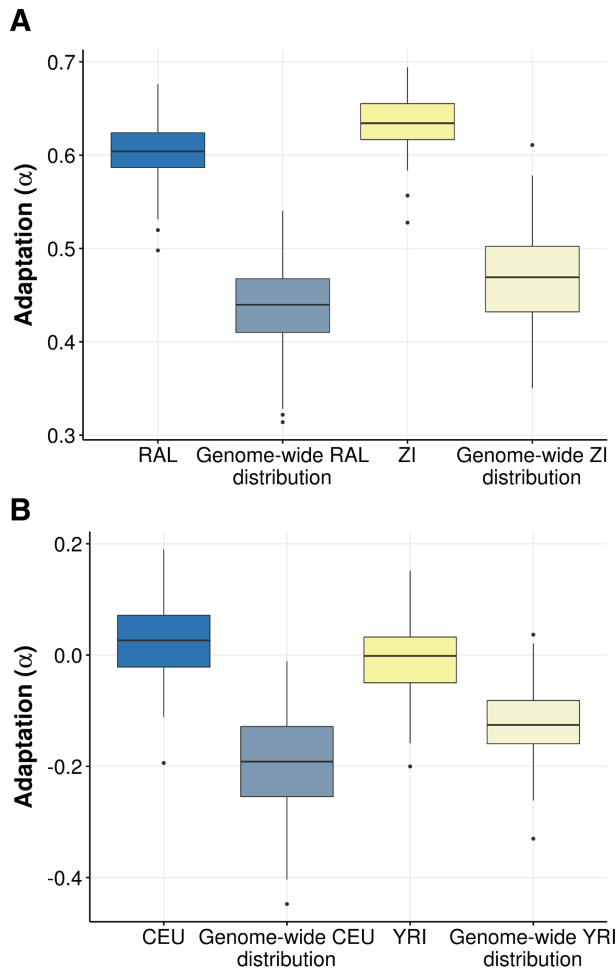 A
Adaptation (α)
0.7
0.6
0.5
0.4
0.3
RAL
Genome-wide RAL
distribution
ZI
Genome-wide ZI
distribution
B
Adaptation (α)
0.2
0.0
-0.2
-0.4
CEU
Genome-wide CEU
distribution
YRI
Genome-wide YRI
distribution